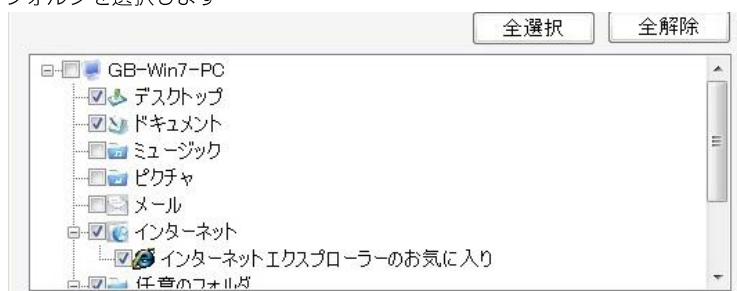 フォルダを選択します
全選択 全解除
GB-Win7-PC
デスクトップ
ドキュメント
ミュージック
ピクチャ
メール
インターネット
インターネットエクスプローラーのお気に入り
任意のフォルダ